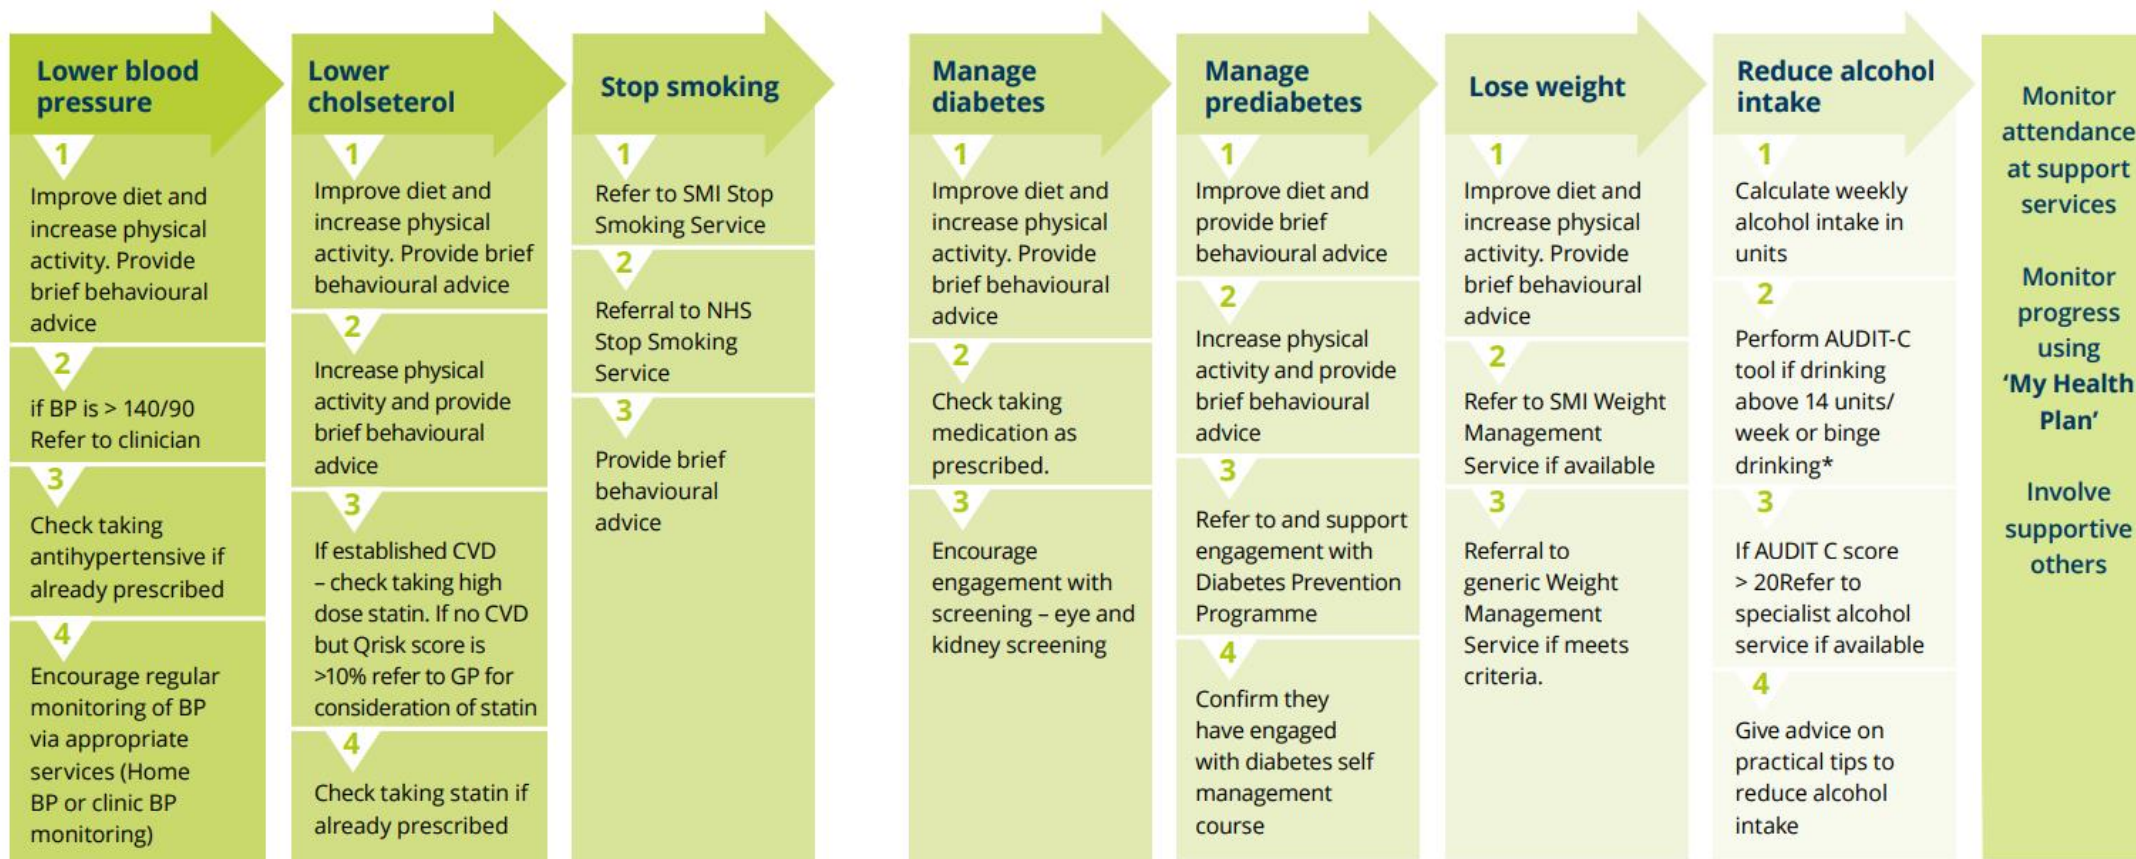 Lower blood
pressure
1
Improve diet and
increase physical
activity. Provide
brief behavioural
advice
2
if BP is > 140/90
Refer to clinician
3
Check taking
antihypertensive if
already prescribed
4
Encourage regular
monitoring of BP
via appropriate
services (Home
BP or clinic BP
monitoring)
Lower
cholseterol
1
Improve diet and
increase physical
activity. Provide brief
behavioural advice
2
Increase physical
activity and provide
brief behavioural
advice
3
If established CVD
– check taking high
dose statin. If no CVD
but Qrisk score is
>10% refer to GP for
consideration of statin
4
Check taking statin if
already prescribed
Stop smoking
1
Refer to SMI Stop
Smoking Service
2
Referral to NHS
Stop Smoking
Service
3
Provide brief
behavioural
advice
Manage
diabetes
1
Improve diet and
increase physical
activity. Provide
brief behavioural
advice
2
Check taking
medication as
prescribed.
3
Encourage
engagement with
screening – eye and
kidney screening
Manage
prediabetes
1
Improve diet and
provide brief
behavioural advice
2
Increase physical
activity and provide
brief behavioural
advice
3
Refer to and support
engagement with
Diabetes Prevention
Programme
4
Confirm they
have engaged
with diabetes self
management
course
Lose weight
1
Improve diet and
increase physical
activity. Provide
brief behavioural
advice
2
Refer to SMI Weight
Management
Service if available
3
Referral to
generic Weight
Management
Service if meets
criteria.
Reduce alcohol
intake
1
Calculate weekly
alcohol intake in
units
2
Perform AUDIT-C
tool if drinking
above 14 units/
week or binge
drinking*
3
If AUDIT C score
> 20Refer to
specialist alcohol
service if available
4
Give advice on
practical tips to
reduce alcohol
intake
Monitor
attendance
at support
services
Monitor
progress
using
‘My Health
Plan’
Involve
supportive
others